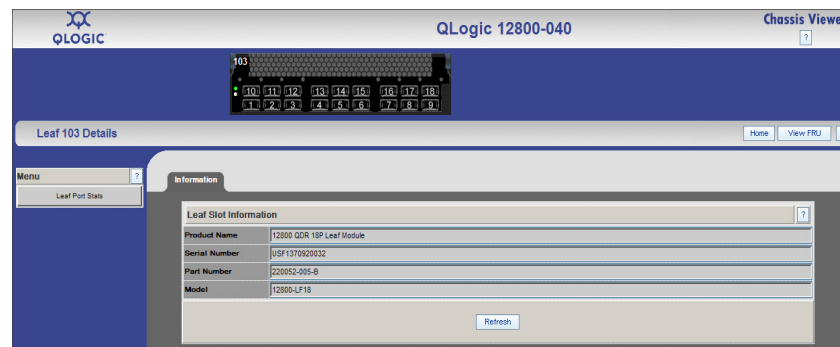 QLOGIC
QLogic 12800-040
Chassis Viewe
?
103
10 11 12 13 14 15 16 17 18
1 2 3 4 5 6 7 8 9
Leaf 103 Details
Home
View FRU
Menu
?
Leaf Port Stats
Information
Leaf Slot Information
?
Product Name
12800 QDR 18P Leaf Module
Serial Number
USF1370920032
Part Number
220052-005-B
Model
12800-LF18
Refresh